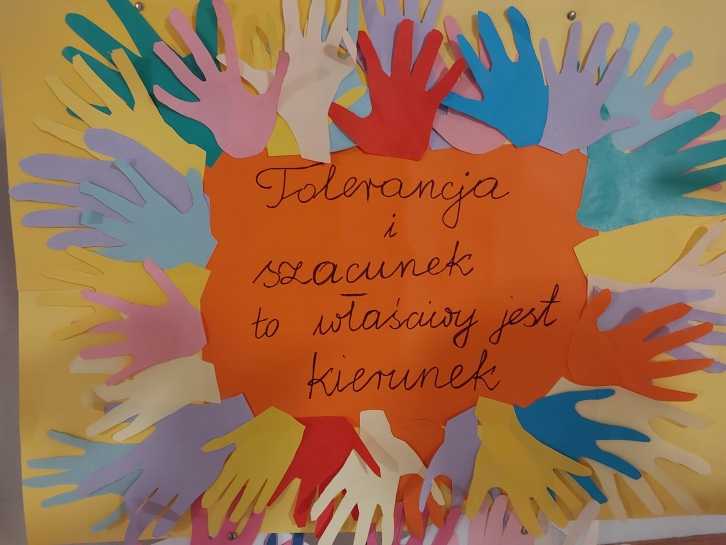 Tolerancja
i
szacunek
to właściwy jest
kierunek